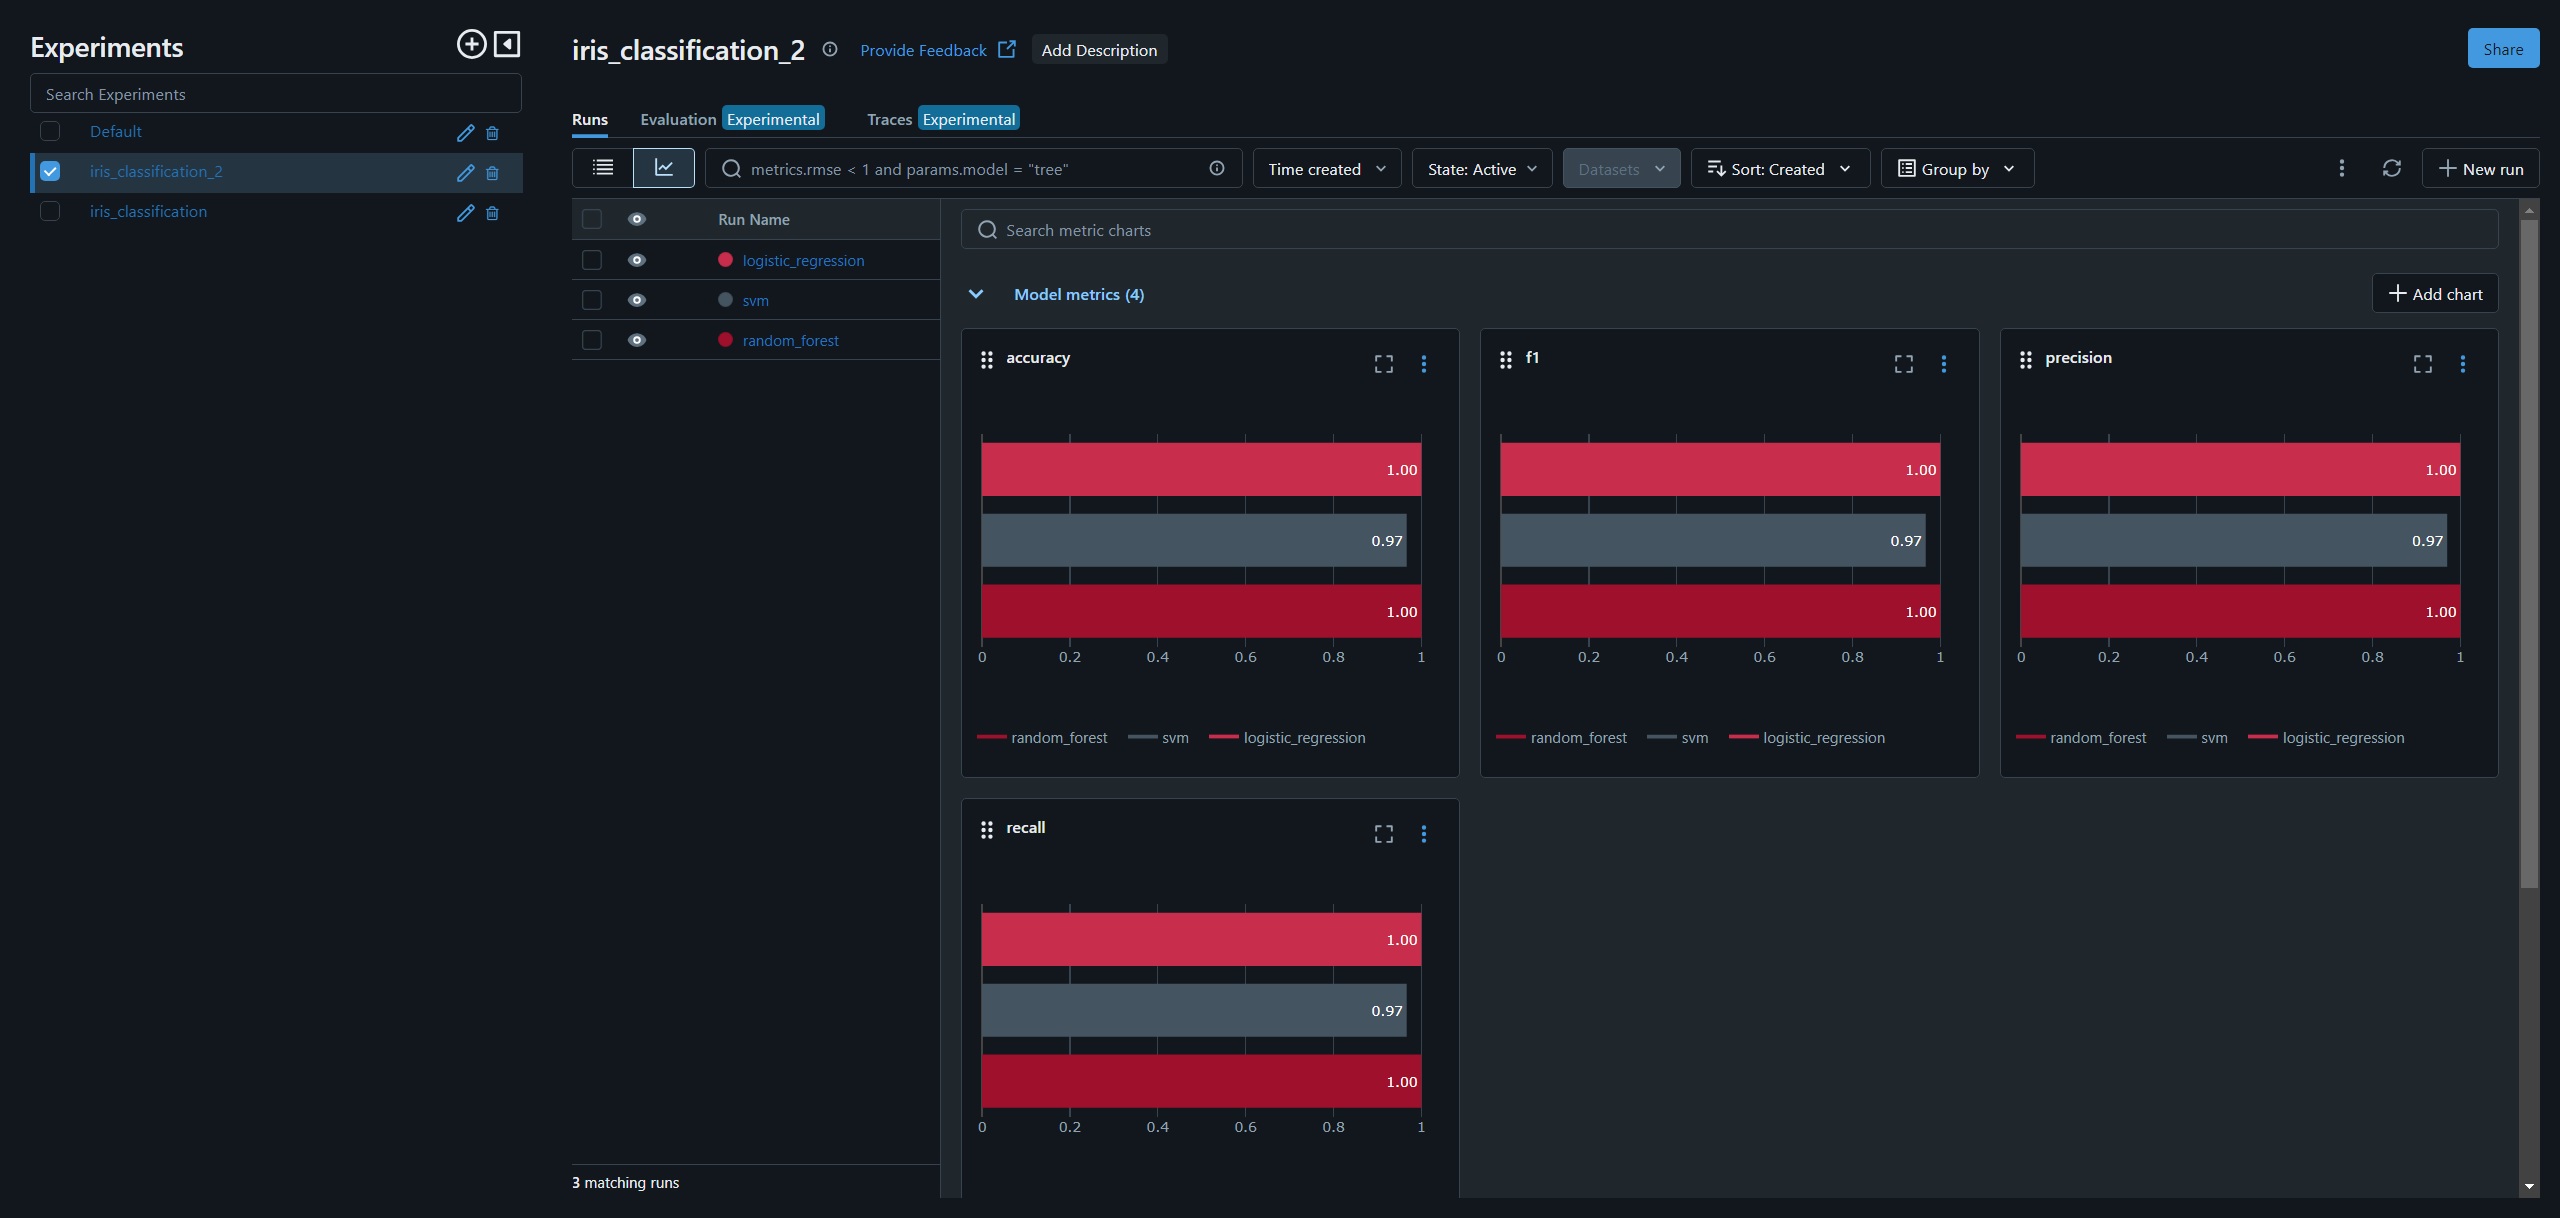 Experiments
Search Experiments
Default
iris_classification_2
iris_classification
iris_classification_2 Provide Feedback Add Description
Share
Runs Evaluation Experimental Traces Experimental
metrics.rmse < 1 and params.model = "tree" Time created State: Active Datasets Sort: Created Group by New run
Run Name
logistic_regression
svm
random_forest
3 matching runs
Search metric charts
Model metrics (4) Add chart
accuracy
1.00
0.97
1.00
0 0.2 0.4 0.6 0.8 1
random_forest svm logistic_regression
f1
1.00
0.97
1.00
0 0.2 0.4 0.6 0.8 1
random_forest svm logistic_regression
precision
1.00
0.97
1.00
0 0.2 0.4 0.6 0.8 1
random_forest svm logistic_regression
recall
1.00
0.97
1.00
0 0.2 0.4 0.6 0.8 1